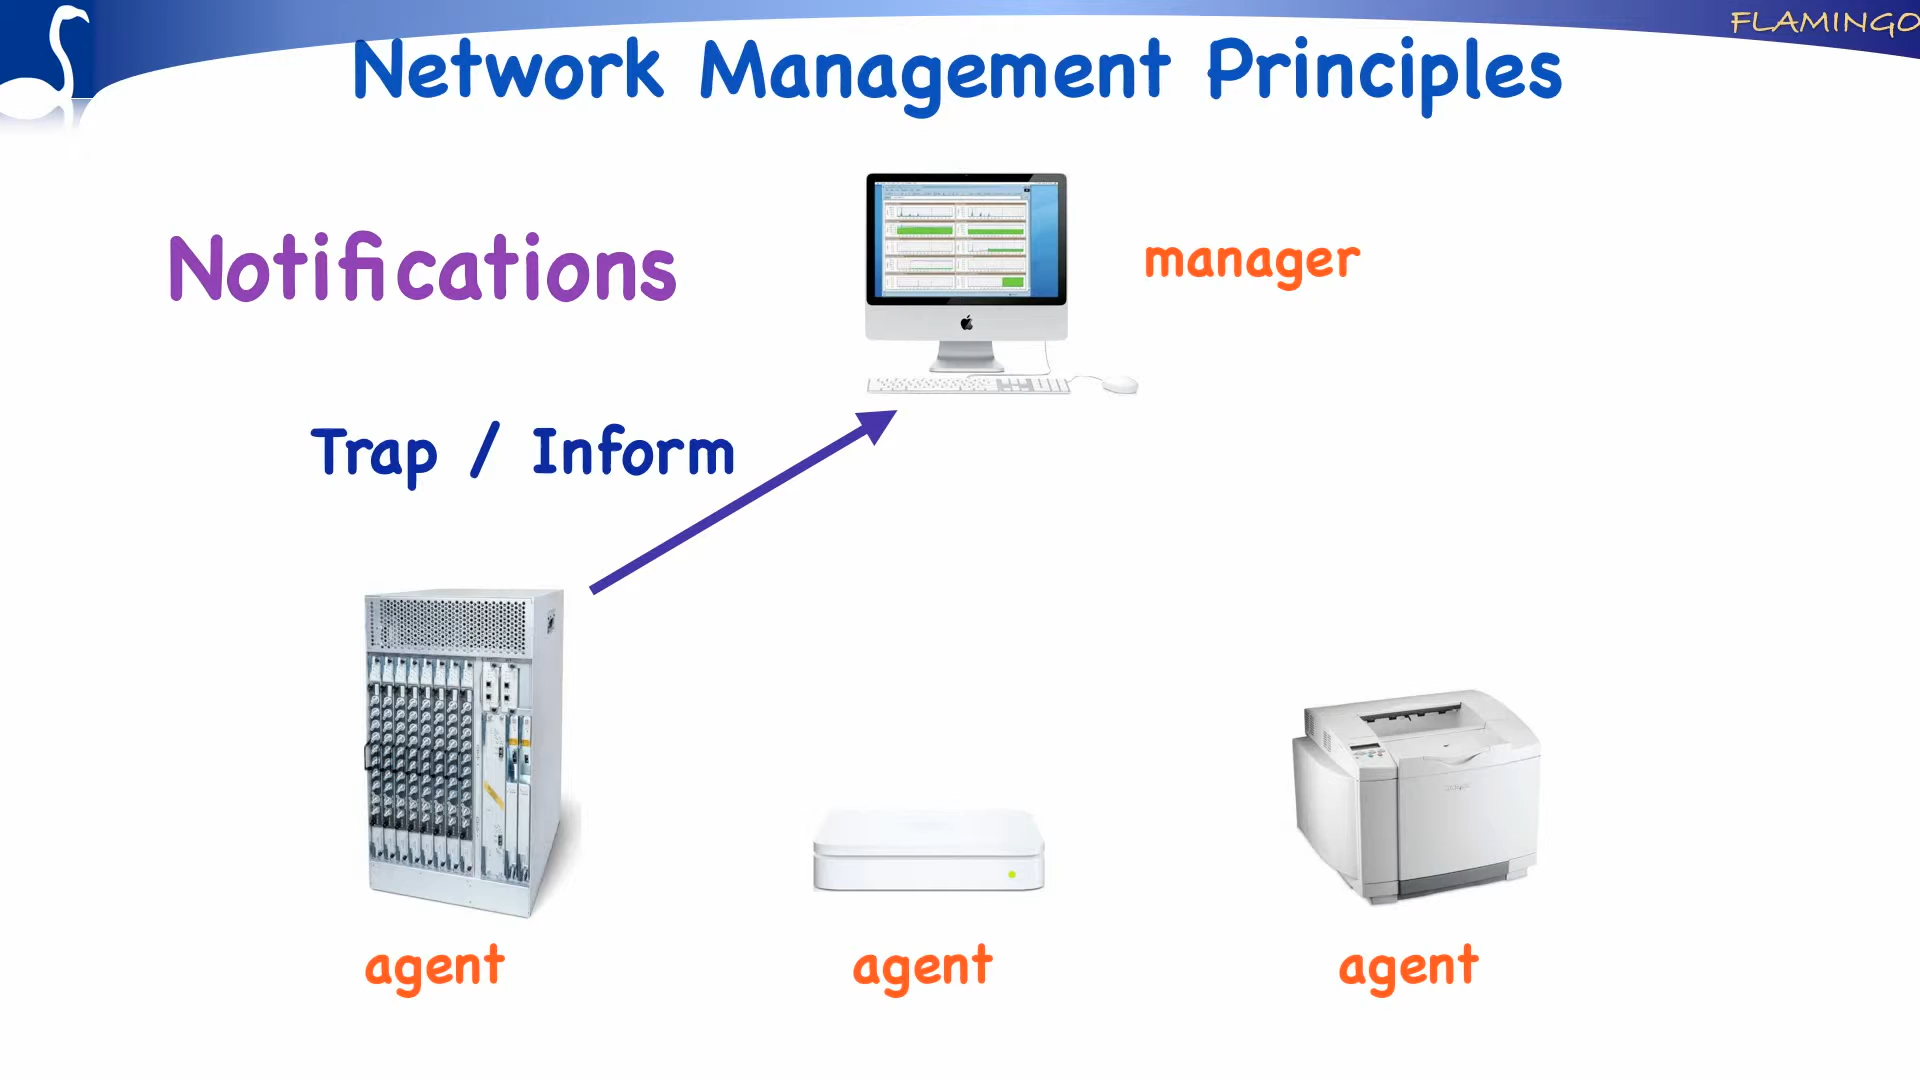 FLAMINGO
Network Management Principles
Notifications
manager
Trap / Inform
agent
agent
agent